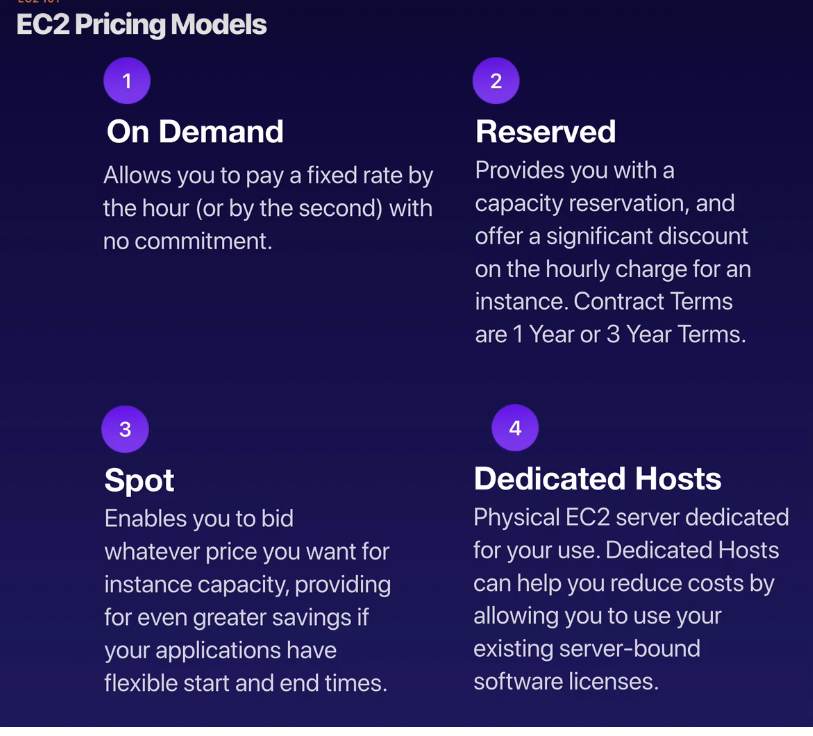 EC2 Pricing Models
1
On Demand
Allows you to pay a fixed rate by
the hour (or by the second) with
no commitment.
2
Reserved
Provides you with a
capacity reservation, and
offer a significant discount
on the hourly charge for an
instance. Contract Terms
are 1 Year or 3 Year Terms.
3
Spot
Enables you to bid
whatever price you want for
instance capacity, providing
for even greater savings if
your applications have
flexible start and end times.
4
Dedicated Hosts
Physical EC2 server dedicated
for your use. Dedicated Hosts
can help you reduce costs by
allowing you to use your
existing server-bound
software licenses.